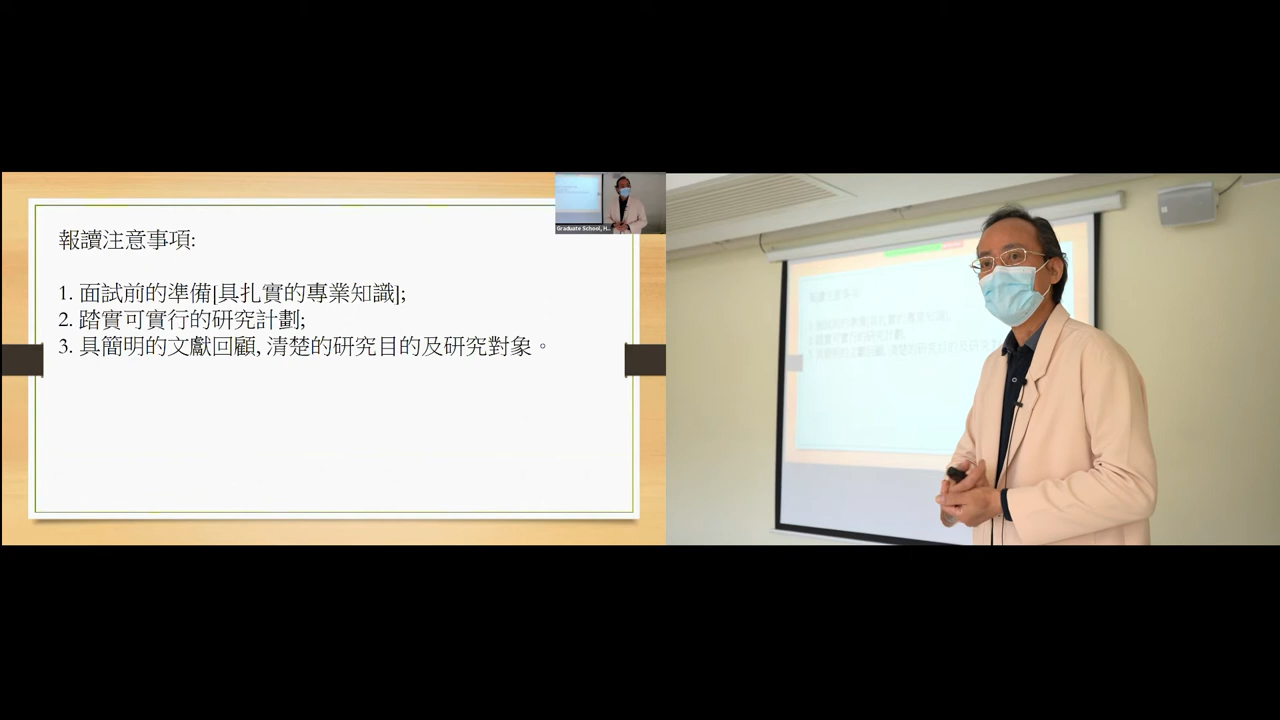 報讀注意事項:
1. 面試前的準備[具扎實的專業知識];
2. 踏實可實行的研究計劃;
3. 具簡明的文獻回顧, 清楚的研究目的及研究對象。
Graduate School, H...